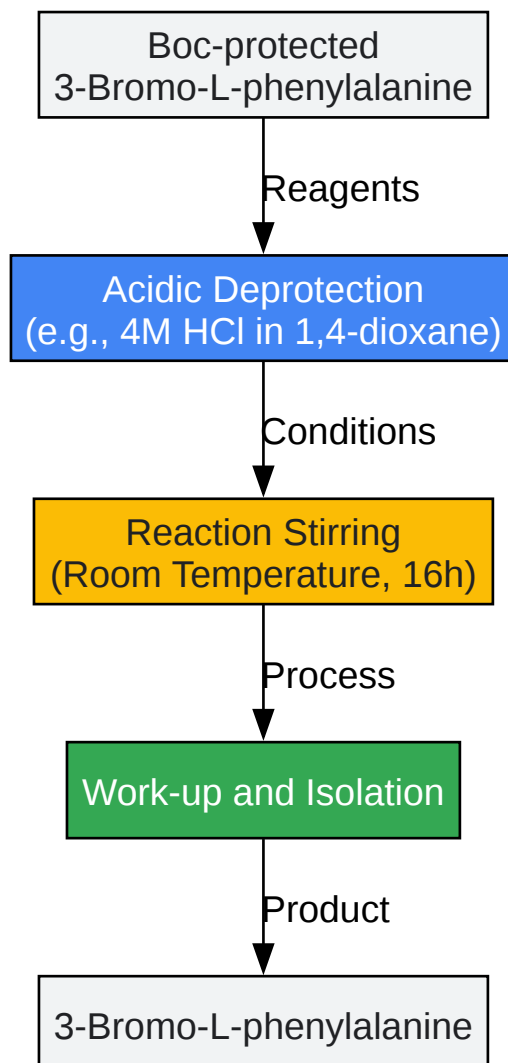 Boc-protected
3-Bromo-L-phenylalanine
Reagents
Acidic Deprotection
(e.g., 4M HCl in 1,4-dioxane)
Conditions
Reaction Stirring
(Room Temperature, 16h)
Process
Work-up and Isolation
Product
3-Bromo-L-phenylalanine